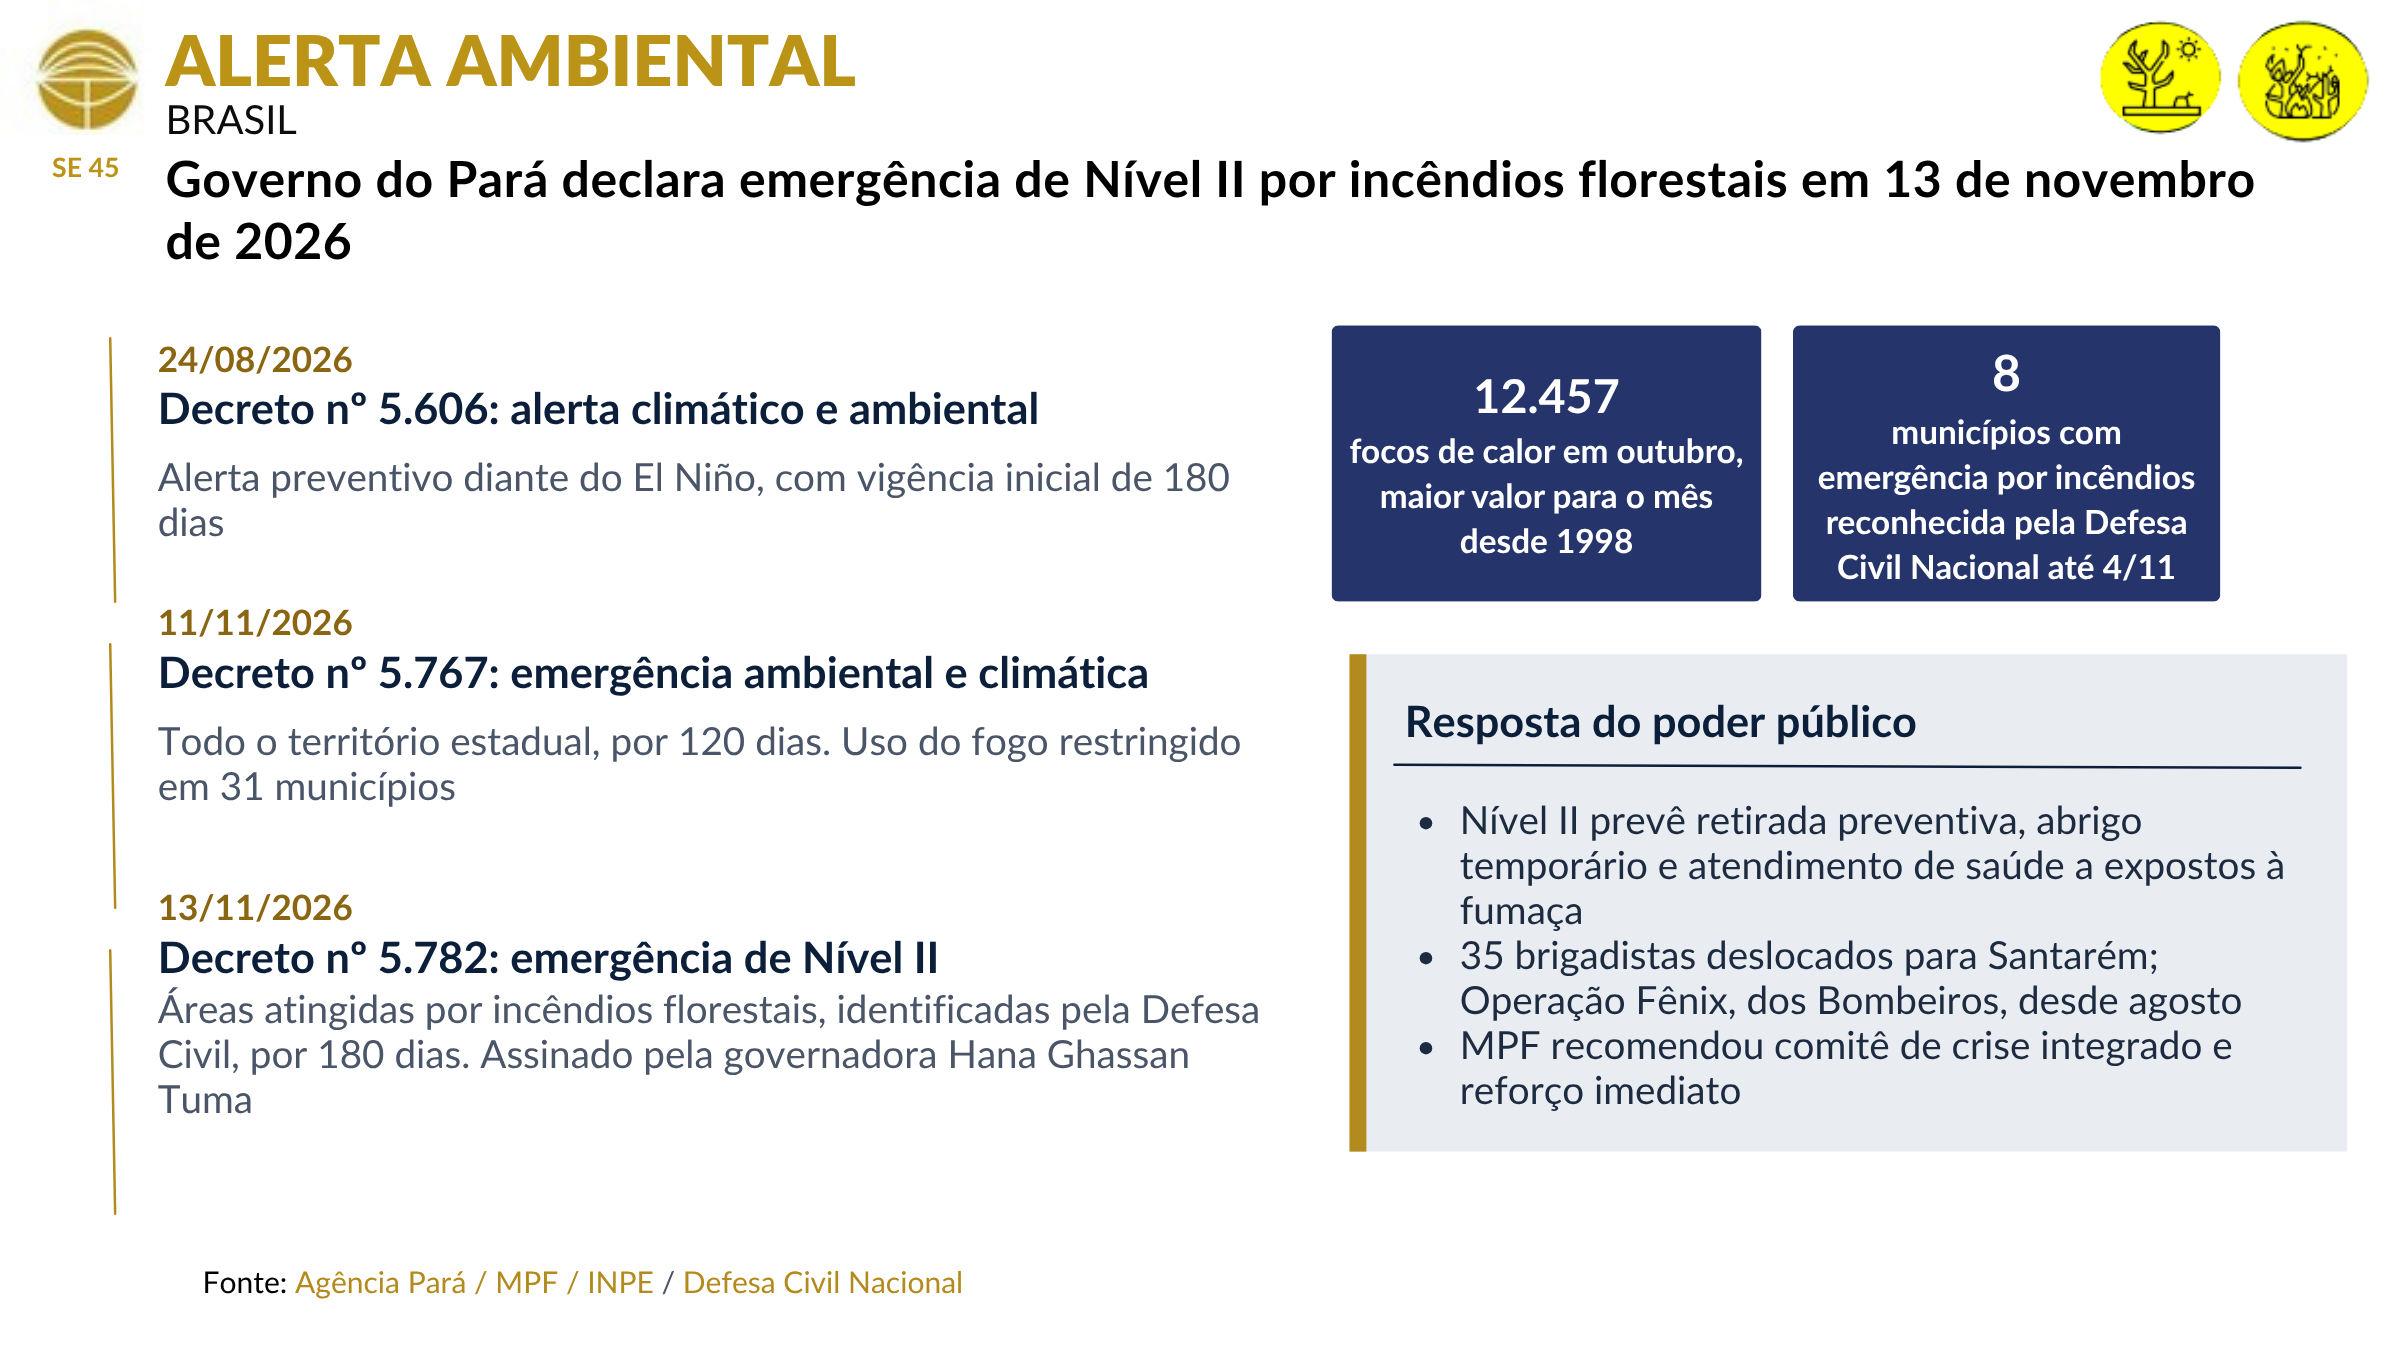 ALERTA AMBIENTAL
BRASIL
SE 45
Governo do Pará declara emergência de Nível II por incêndios florestais em 13 de novembro
de 2026
24/08/2026
Decreto nº 5.606: alerta climático e ambiental
Alerta preventivo diante do El Niño, com vigência inicial de 180
dias
11/11/2026
Decreto nº 5.767: emergência ambiental e climática
Todo o território estadual, por 120 dias. Uso do fogo restringido
em 31 municípios
13/11/2026
Decreto nº 5.782: emergência de Nível II
Áreas atingidas por incêndios florestais, identificadas pela Defesa
Civil, por 180 dias. Assinado pela governadora Hana Ghassan
Tuma
12.457
focos de calor em outubro,
maior valor para o mês
desde 1998
8
municípios com
emergência por incêndios
reconhecida pela Defesa
Civil Nacional até 4/11
Resposta do poder público
• Nível II prevê retirada preventiva, abrigo
temporário e atendimento de saúde a expostos à
fumaça
• 35 brigadistas deslocados para Santarém;
Operação Fênix, dos Bombeiros, desde agosto
• MPF recomendou comitê de crise integrado e
reforço imediato
Fonte: Agência Pará / MPF / INPE / Defesa Civil Nacional